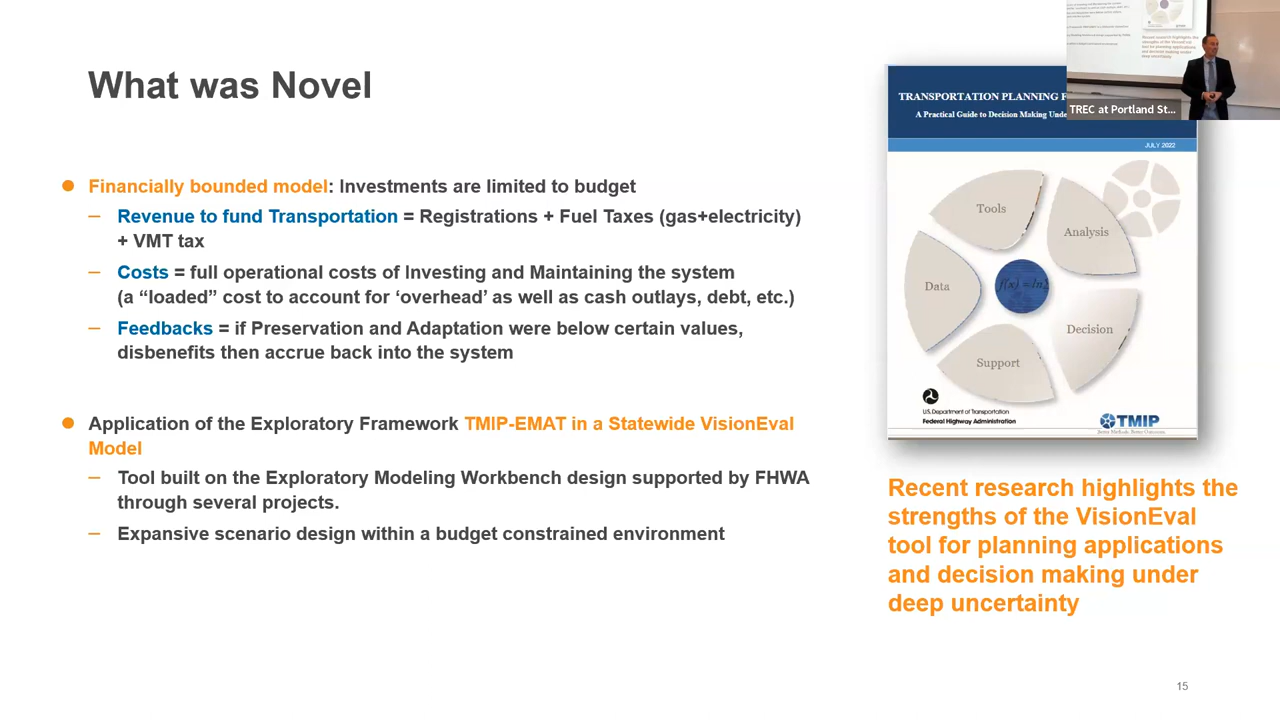 What was Novel
Financially bounded model: Investments are limited to budget
– Revenue to fund Transportation = Registrations + Fuel Taxes (gas+electricity)
+ VMT tax
– Costs = full operational costs of Investing and Maintaining the system
(a “loaded” cost to account for ‘overhead’ as well as cash outlays, debt, etc.)
– Feedbacks = if Preservation and Adaptation were below certain values,
disbenefits then accrue back into the system
Application of the Exploratory Framework TMIP-EMAT in a Statewide VisionEval
Model
– Tool built on the Exploratory Modeling Workbench design supported by FHWA
through several projects.
– Expansive scenario design within a budget constrained environment
TRANSPORTATION PLANNING
A Practical Guide to Decision Making
JULY 2022
Tools
Analysis
Data
Decision
Support
U.S. Department of Transportation
Federal Highway Administration
TMIP
Recent research highlights the
strengths of the VisionEval
tool for planning applications
and decision making under
deep uncertainty
TREC at Portland St...
15